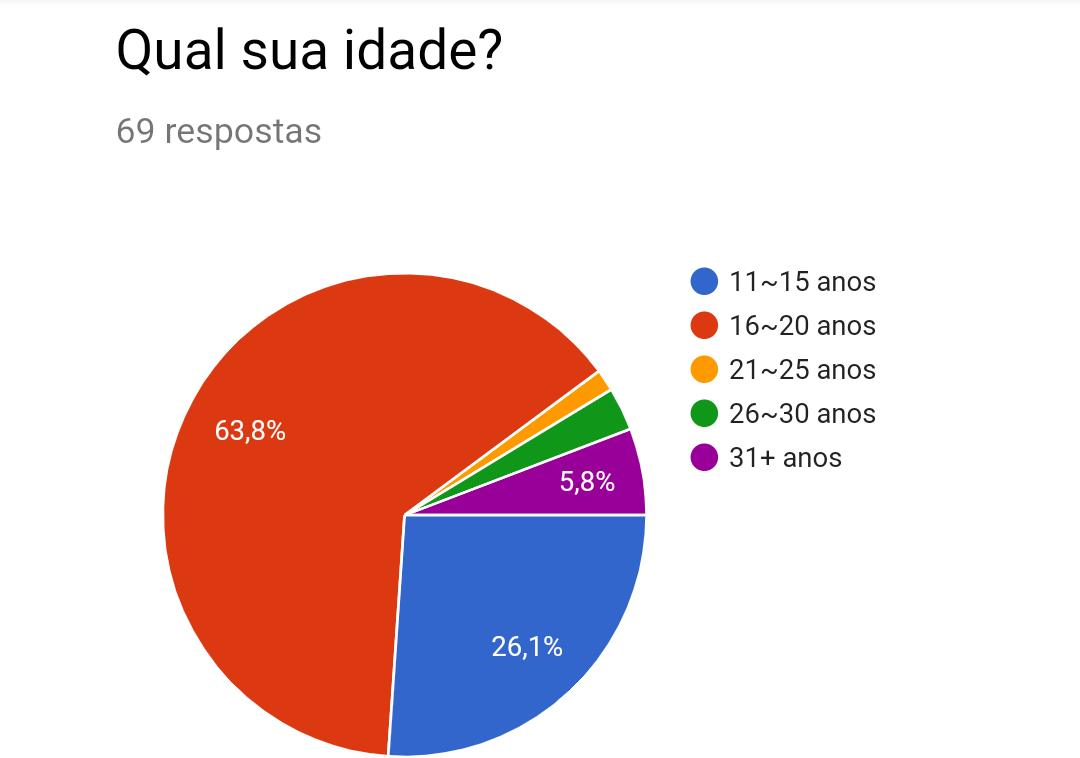 Qual sua idade?
69 respostas
11~15 anos
16~20 anos
21~25 anos
26~30 anos
31+ anos
63,8%
5,8%
26,1%